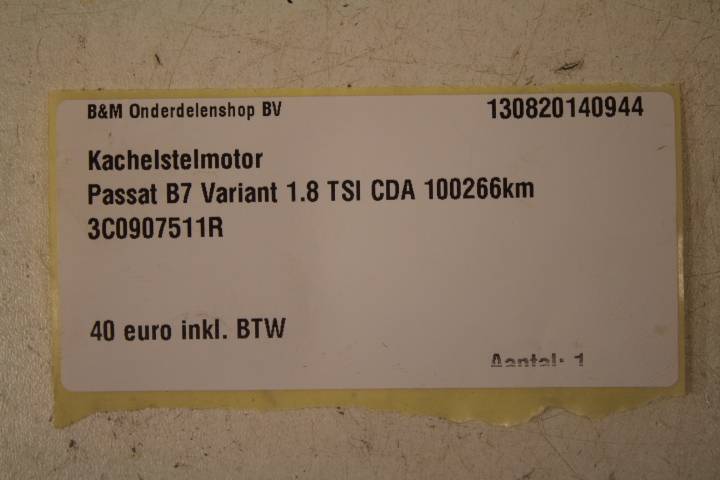 B&M Onderdelenshop BV 130820140944
Kachelstelmotor
Passat B7 Variant 1.8 TSI CDA 100266km
3C0907511R
40 euro inkl. BTW
Aantal: 1